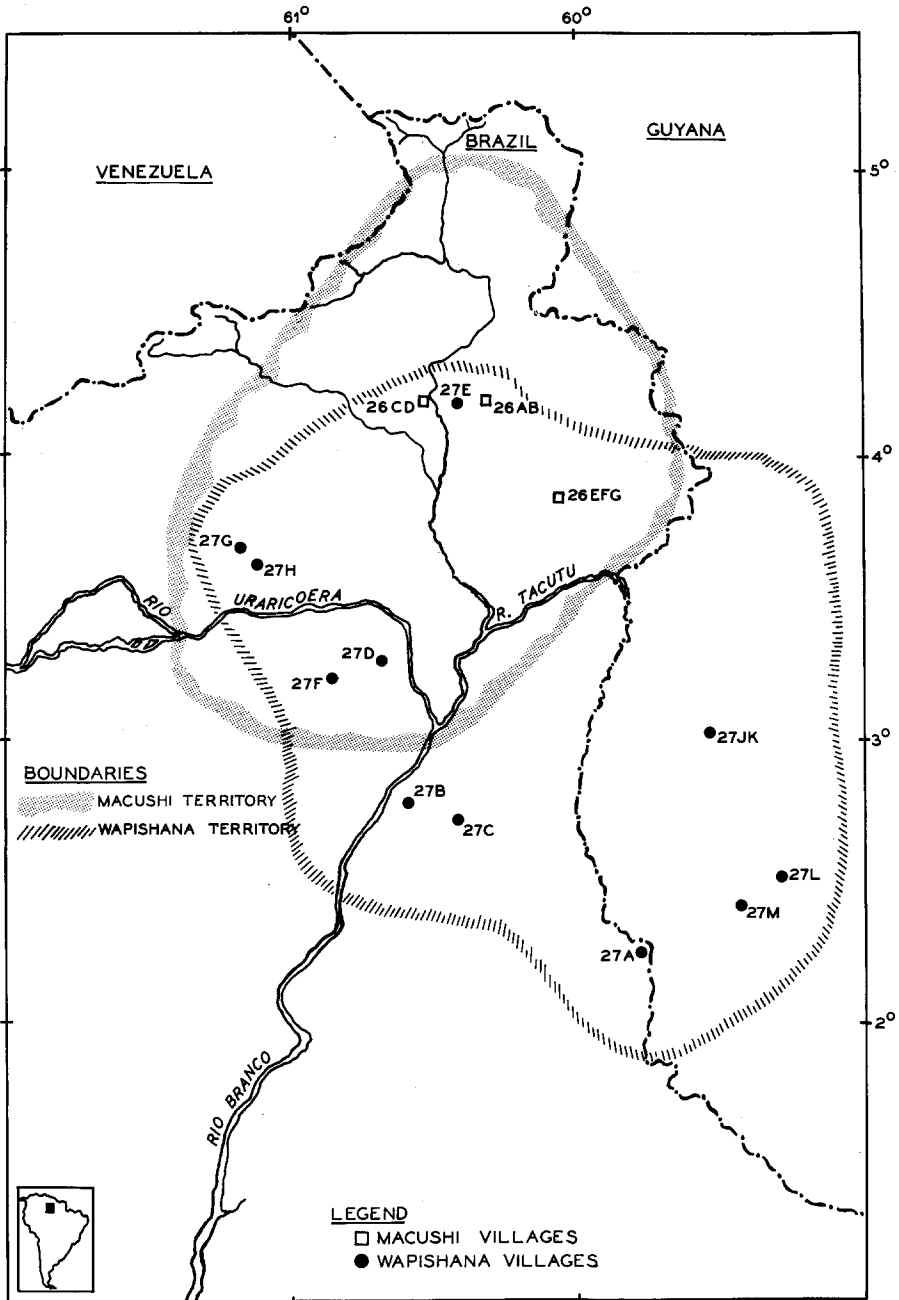 61° 60°
GUYANA
BRAZIL
VENEZUELA
5°
27E
26CD 26AB
4°
26EFG
27G
27H
R. TACUTU
RIO URARICOERA
27D
27F
3°
27JK
BOUNDARIES
MACUSHI TERRITORY
WAPISHANA TERRITORY
27B
27C
27L
27M
27A
2°
RIO BRANCO
LEGEND
MACUSHI VILLAGES
WAPISHANA VILLAGES